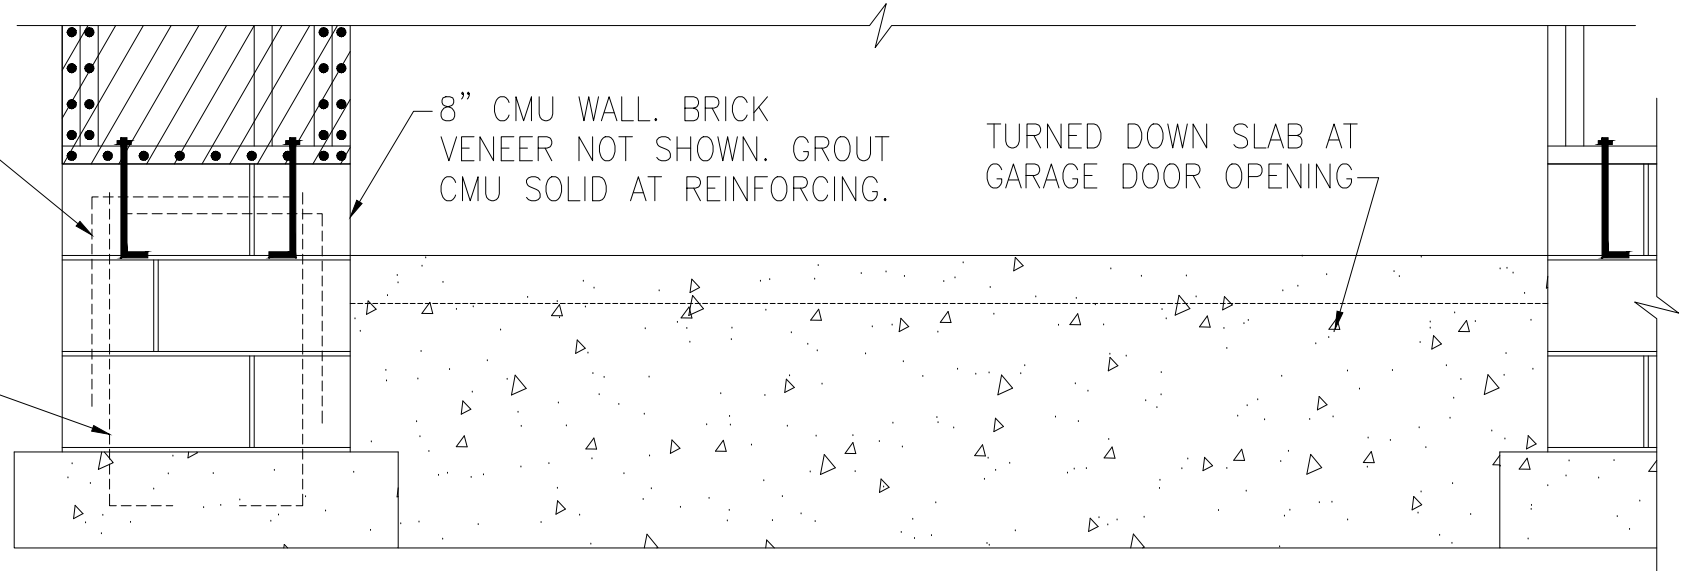 8” CMU WALL. BRICK
VENEER NOT SHOWN. GROUT
CMU SOLID AT REINFORCING.
TURNED DOWN SLAB AT
GARAGE DOOR OPENING